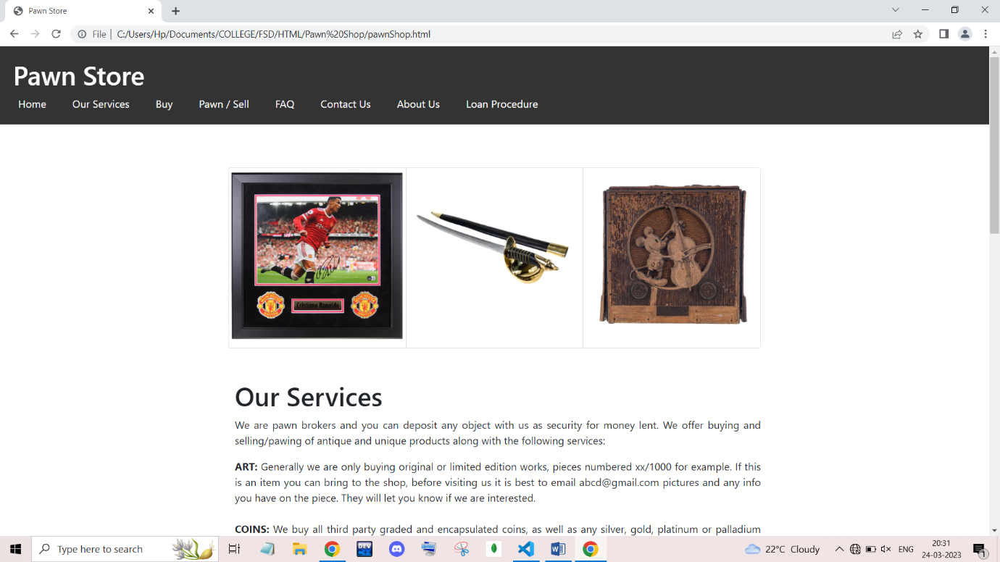 Pawn Store
File | C:/Users/Hp/Documents/COLLEGE/FSD/HTML/Pawn%20Shop/pawnShop.html
Pawn Store
Home Our Services Buy Pawn / Sell FAQ Contact Us About Us Loan Procedure
Cristiano Ronaldo
Our Services
We are pawn brokers and you can deposit any object with us as security for money lent. We offer buying and
selling/pawing of antique and unique products along with the following services:
ART: Generally we are only buying original or limited edition works, pieces numbered xx/1000 for example. If this
is an item you can bring to the shop, before visiting us it is best to email abcd@gmail.com pictures and any info
you have on the piece. They will let you know if we are interested.
COINS: We buy all third party graded and encapsulated coins, as well as any silver, gold, platinum or palladium
Type here to search
DEV
22°C Cloudy
ENG
20:31
24-03-2023
1